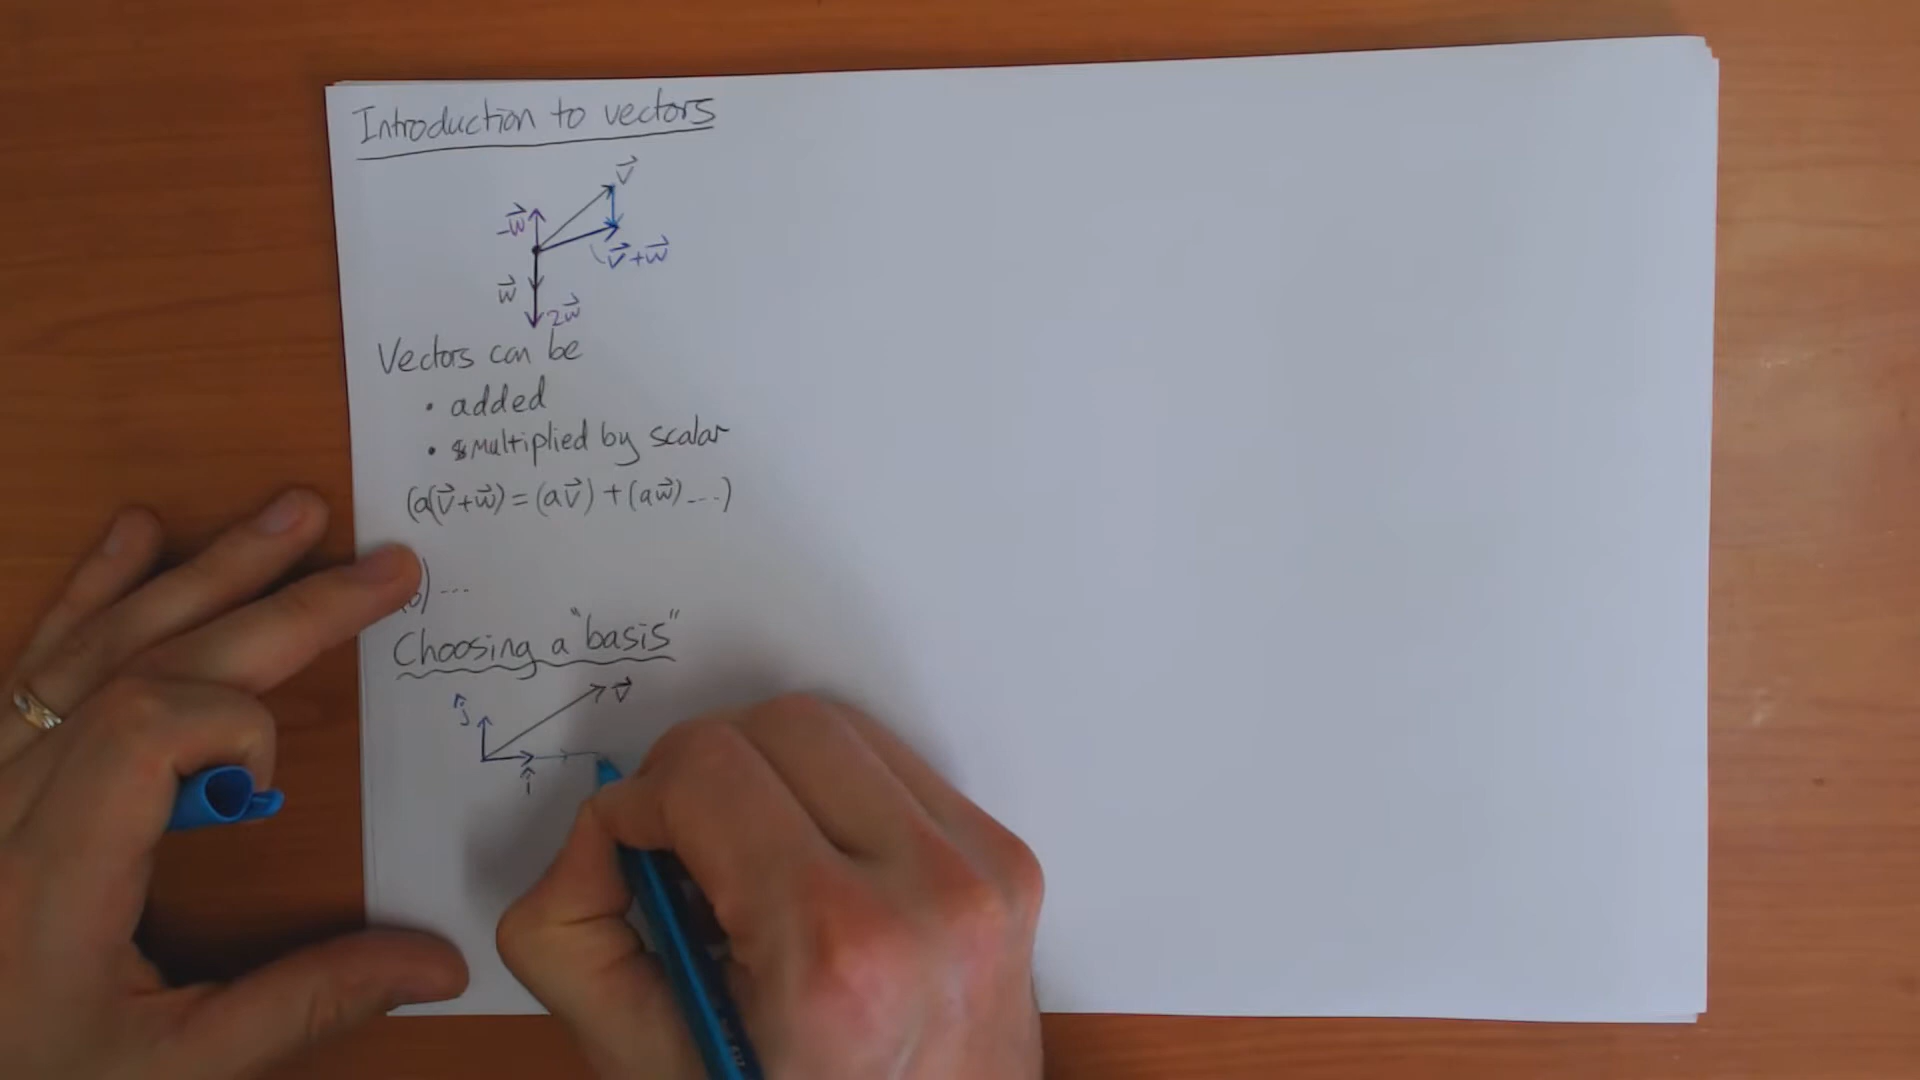 Introduction to vectors
v⃗
-w⃗
v⃗+w⃗
w⃗
2w⃗
Vectors can be
• added
• multiplied by scalar
(a(v⃗+w⃗)=(av⃗)+(aw⃗)...)
) ...
Choosing a "basis"
v⃗
ĵ
î